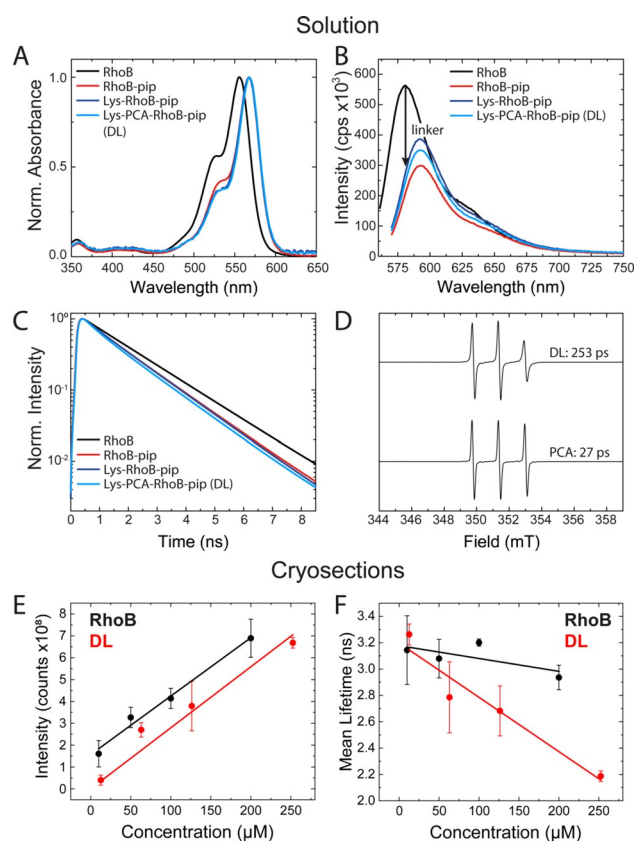 Solution
A
RhoB
RhoB-pip
Lys-RhoB-pip
Lys-PCA-RhoB-pip
(DL)
Norm. Absorbance
1.0
0.5
0.0
350 400 450 500 550 600 650
Wavelength (nm)
B
RhoB
RhoB-pip
Lys-RhoB-pip
Lys-PCA-RhoB-pip (DL)
linker
Intensity (cps x10³)
600
500
400
300
200
100
0
575 600 625 650 675 700 725 750
Wavelength (nm)
C
Norm. Intensity
10⁰
10⁻¹
10⁻²
RhoB
RhoB-pip
Lys-RhoB-pip
Lys-PCA-RhoB-pip (DL)
0 1 2 3 4 5 6 7 8
Time (ns)
D
DL: 253 ps
PCA: 27 ps
344 346 348 350 352 354 356 358
Field (mT)
Cryosections
E
RhoB
DL
Intensity (counts x10⁸)
8
7
6
5
4
3
2
1
0
0 50 100 150 200 250
Concentration (µM)
F
RhoB
DL
Mean Lifetime (ns)
3.6
3.4
3.2
3.0
2.8
2.6
2.4
2.2
2.0
0 50 100 150 200 250
Concentration (µM)